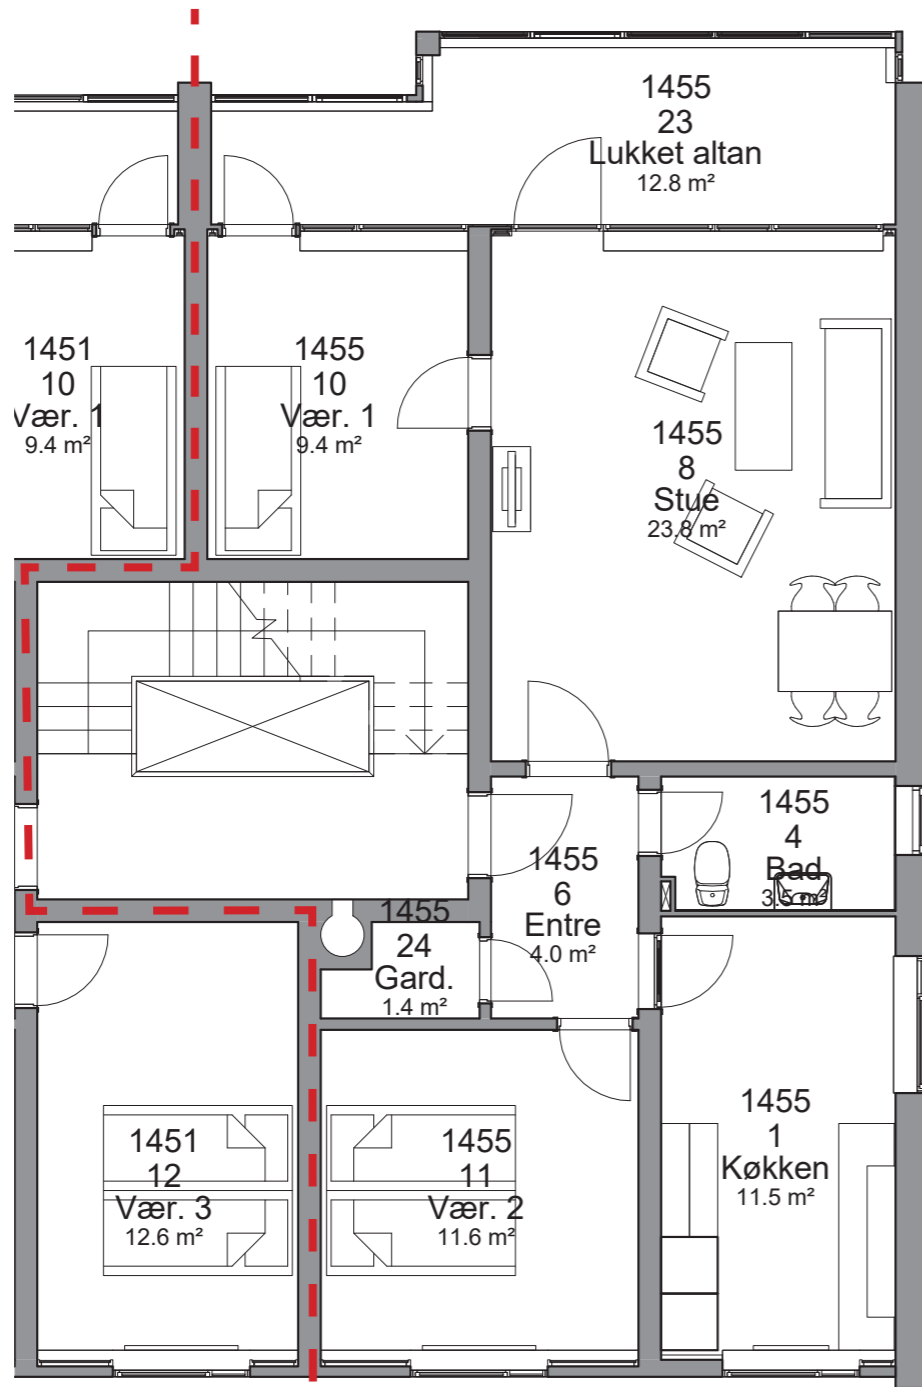 1455
23
Lukket altan
12.8 m²
1451
10
Vær. 1
9.4 m²
1455
10
Vær. 1
9.4 m²
1455
8
Stue
23.8 m²
1455
4
Bad
3.5 m²
1455
6
Entre
4.0 m²
1455
24
Gard.
1.4 m²
1451
12
Vær. 3
12.6 m²
1455
11
Vær. 2
11.6 m²
1455
1
Køkken
11.5 m²